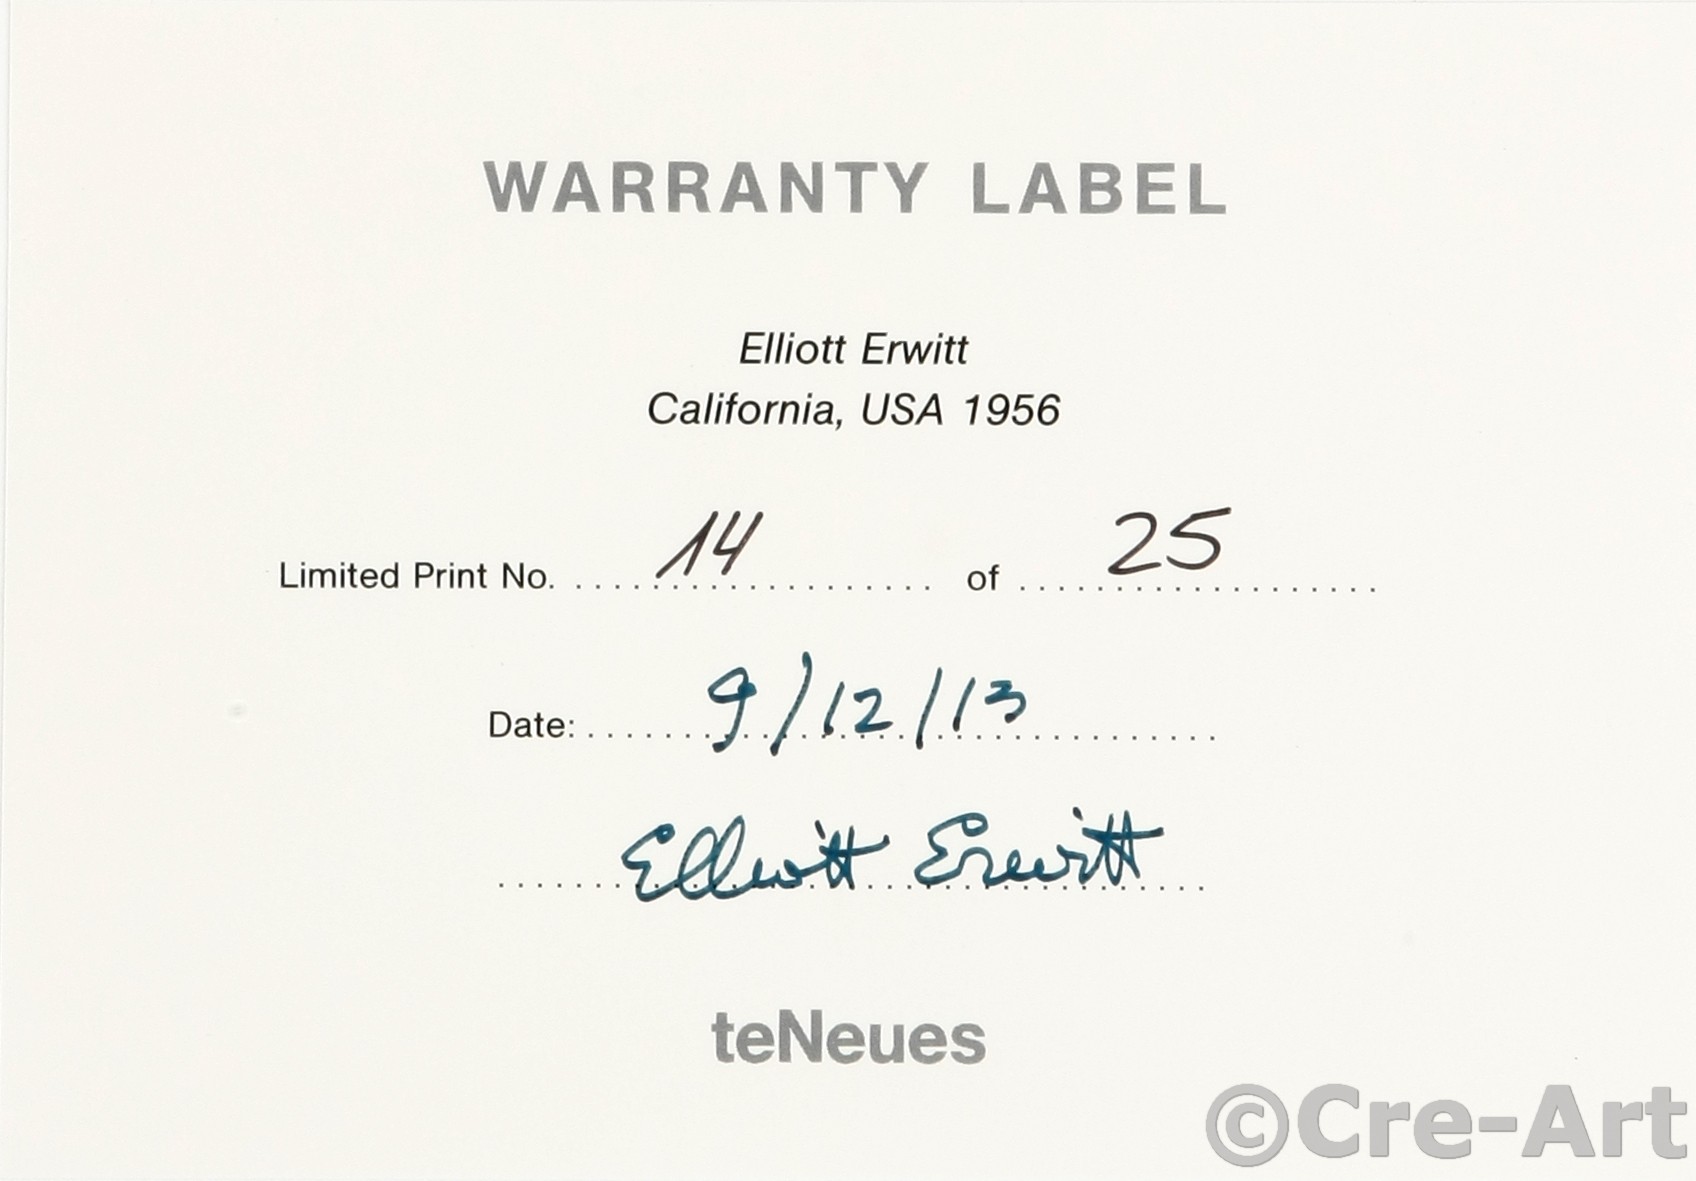 WARRANTY LABEL
Elliott Erwitt
California, USA 1956
Limited Print No. 14 of 25
Date: 9/12/13
Elliott Erwitt
teNeues
©Cre-Art